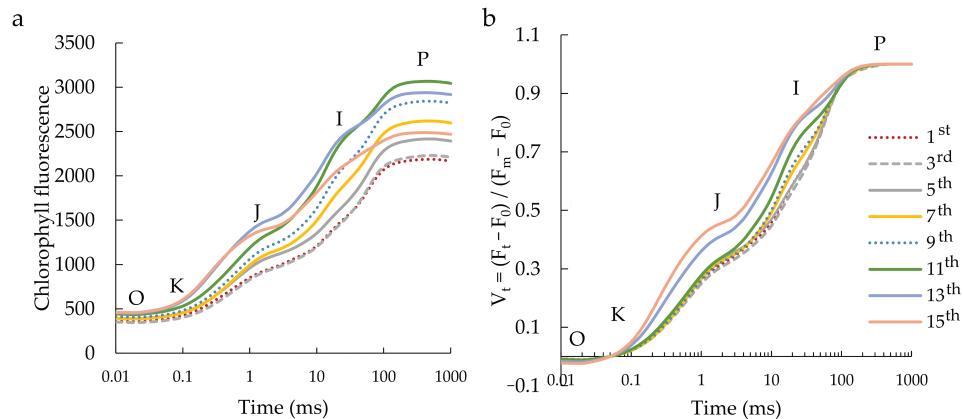 a
Chlorophyll fluorescence
3500
3000
2500
2000
1500
1000
500
0
O
K
J
I
P
0.01
0.1
1
10
100
1000
Time (ms)
b
V_t = (F_t − F_0) / (F_m − F_0)
1.1
0.9
0.7
0.5
0.3
0.1
−0.1
O
K
J
I
P
0.01
0.1
1
10
100
1000
Time (ms)
1st
3rd
5th
7th
9th
11th
13th
15th